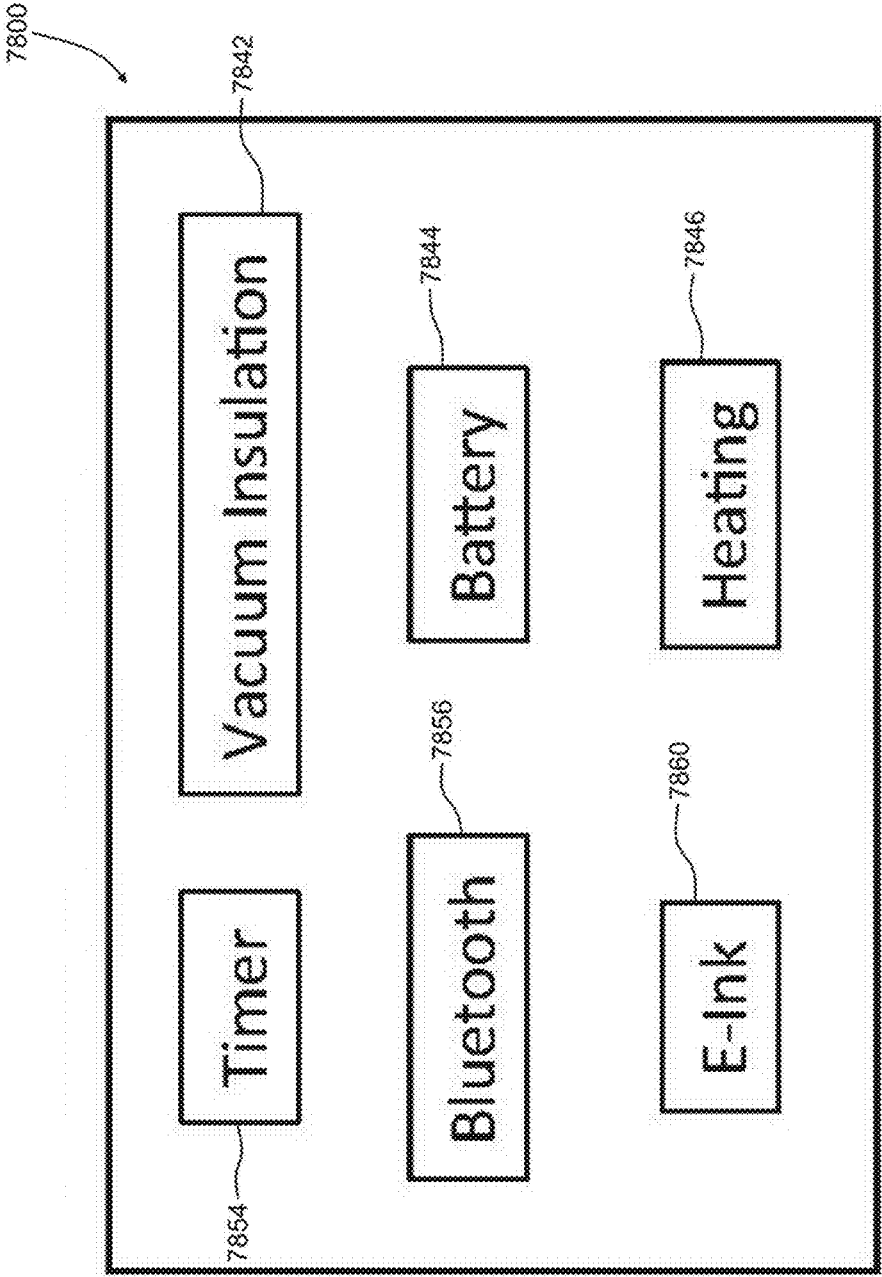 7800
Timer
7854
Vacuum Insulation
7842
Bluetooth
7856
Battery
7844
E-Ink
7860
Heating
7846